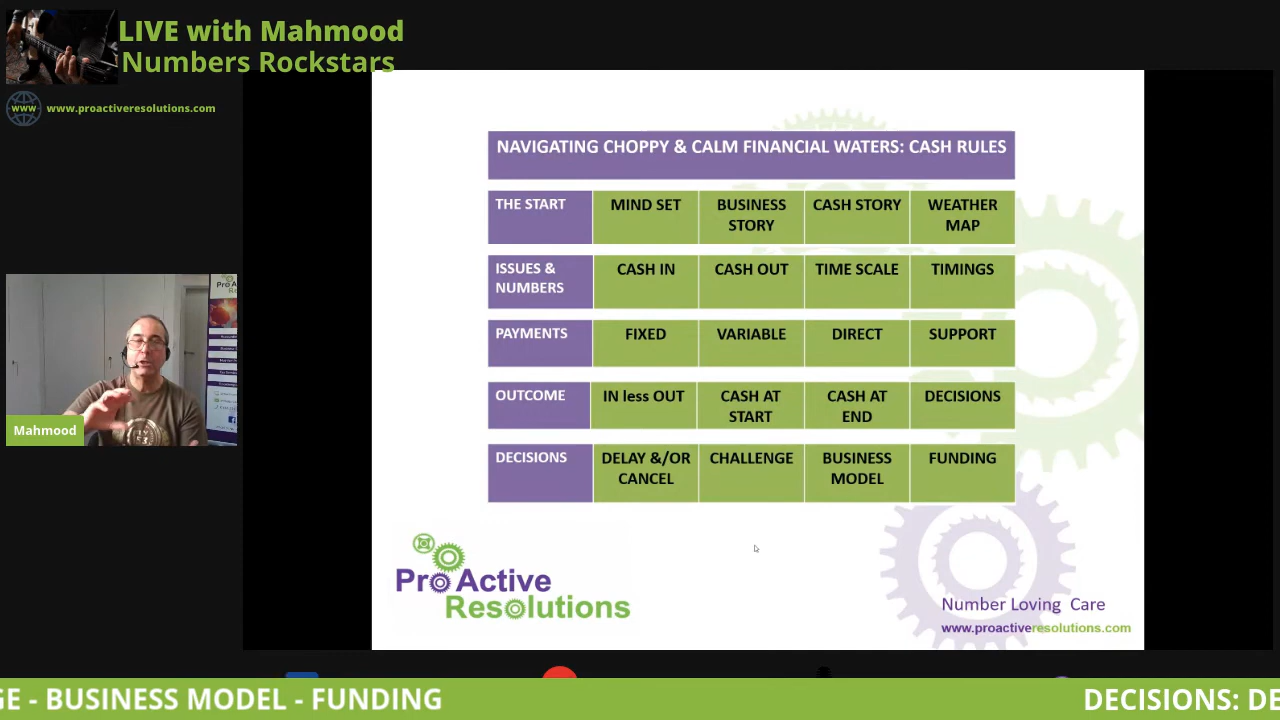 LIVE with Mahmood
Numbers Rockstars
www
www.proactiveresolutions.com
NAVIGATING CHOPPY & CALM FINANCIAL WATERS: CASH RULES
THE START
MIND SET
BUSINESS
STORY
CASH STORY
WEATHER
MAP
ISSUES &
NUMBERS
CASH IN
CASH OUT
TIME SCALE
TIMINGS
PAYMENTS
FIXED
VARIABLE
DIRECT
SUPPORT
OUTCOME
IN less OUT
CASH AT
START
CASH AT
END
DECISIONS
DECISIONS
DELAY &/OR
CANCEL
CHALLENGE
BUSINESS
MODEL
FUNDING
Mahmood
ProActive
Resolutions
Number Loving Care
www.proactiveresolutions.com
GE - BUSINESS MODEL - FUNDING
DECISIONS: DE